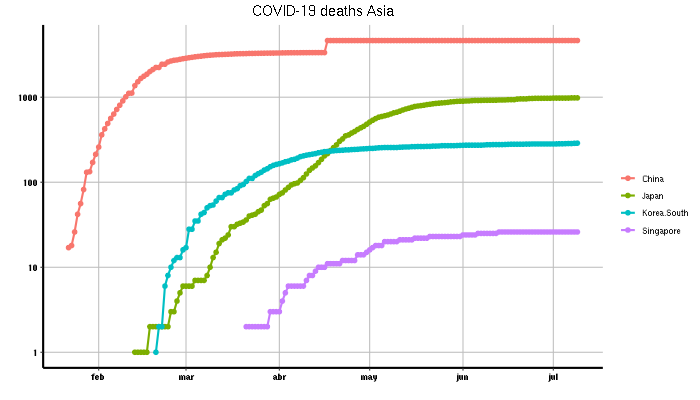 COVID-19 deaths Asia
1000
100
10
1
feb mar abr may jun jul
China
Japan
Korea.South
Singapore